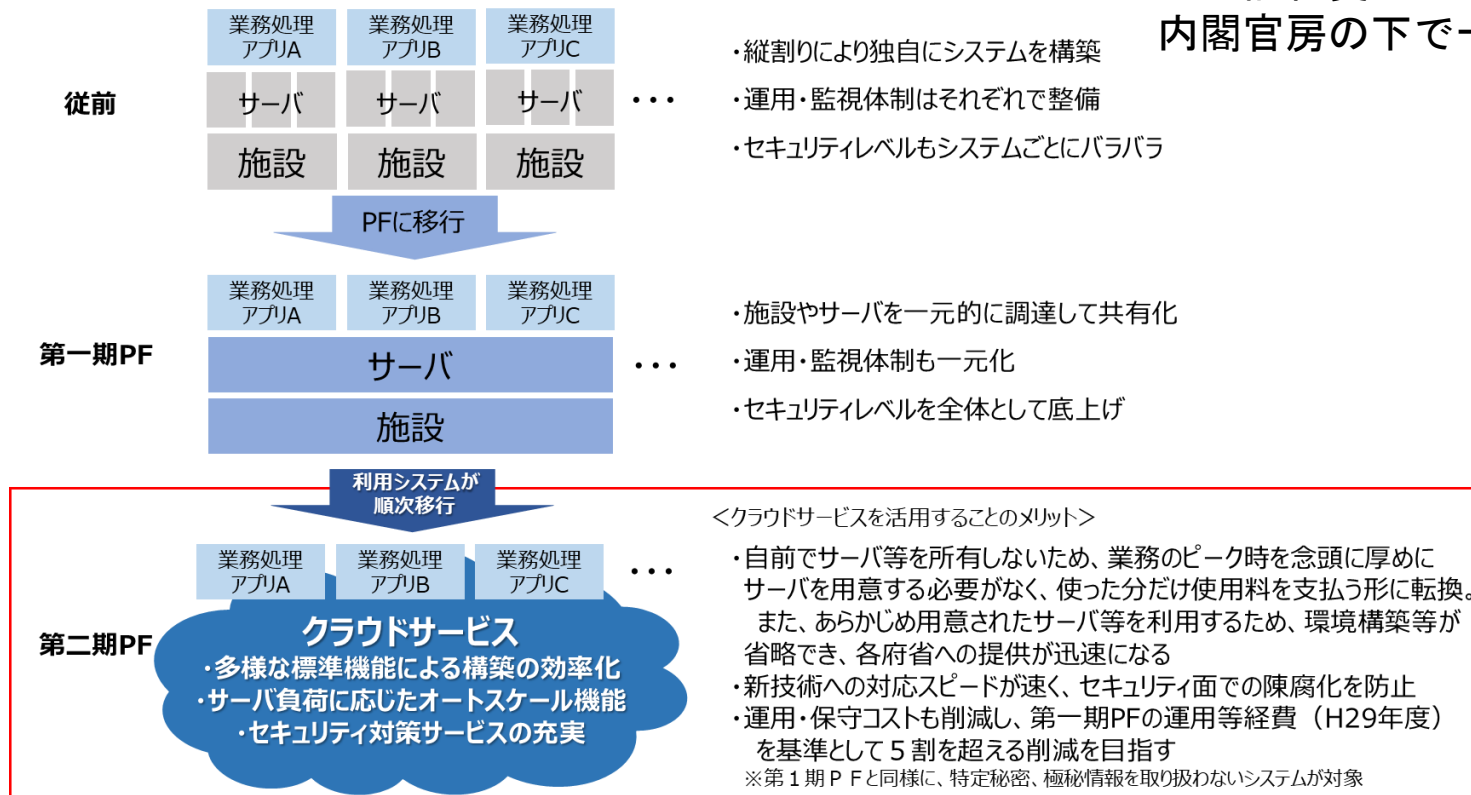 内閣官房の下で
従前
業務処理
アプリA
業務処理
アプリB
業務処理
アプリC
サーバ
サーバ
サーバ
・・・
施設
施設
施設
・縦割りにより独自にシステムを構築
・運用・監視体制はそれぞれで整備
・セキュリティレベルもシステムごとにバラバラ
PFに移行
第一期PF
業務処理
アプリA
業務処理
アプリB
業務処理
アプリC
サーバ
・・・
施設
・施設やサーバを一元的に調達して共有化
・運用・監視体制も一元化
・セキュリティレベルを全体として底上げ
利用システムが
順次移行
第二期PF
業務処理
アプリA
業務処理
アプリB
業務処理
アプリC
・・・
クラウドサービス
・多様な標準機能による構築の効率化
・サーバ負荷に応じたオートスケール機能
・セキュリティ対策サービスの充実
＜クラウドサービスを活用することのメリット＞
・自前でサーバ等を所有しないため、業務のピーク時を念頭に厚めに
サーバを用意する必要がなく、使った分だけ使用料を支払う形に転換。
また、あらかじめ用意されたサーバ等を利用するため、環境構築等が
省略でき、各府省への提供が迅速になる
・新技術への対応スピードが速く、セキュリティ面での陳腐化を防止
・運用・保守コストも削減し、第一期PFの運用等経費（H29年度）
を基準として５割を超える削減を目指す
※第１期ＰＦと同様に、特定秘密、極秘情報を取り扱わないシステムが対象